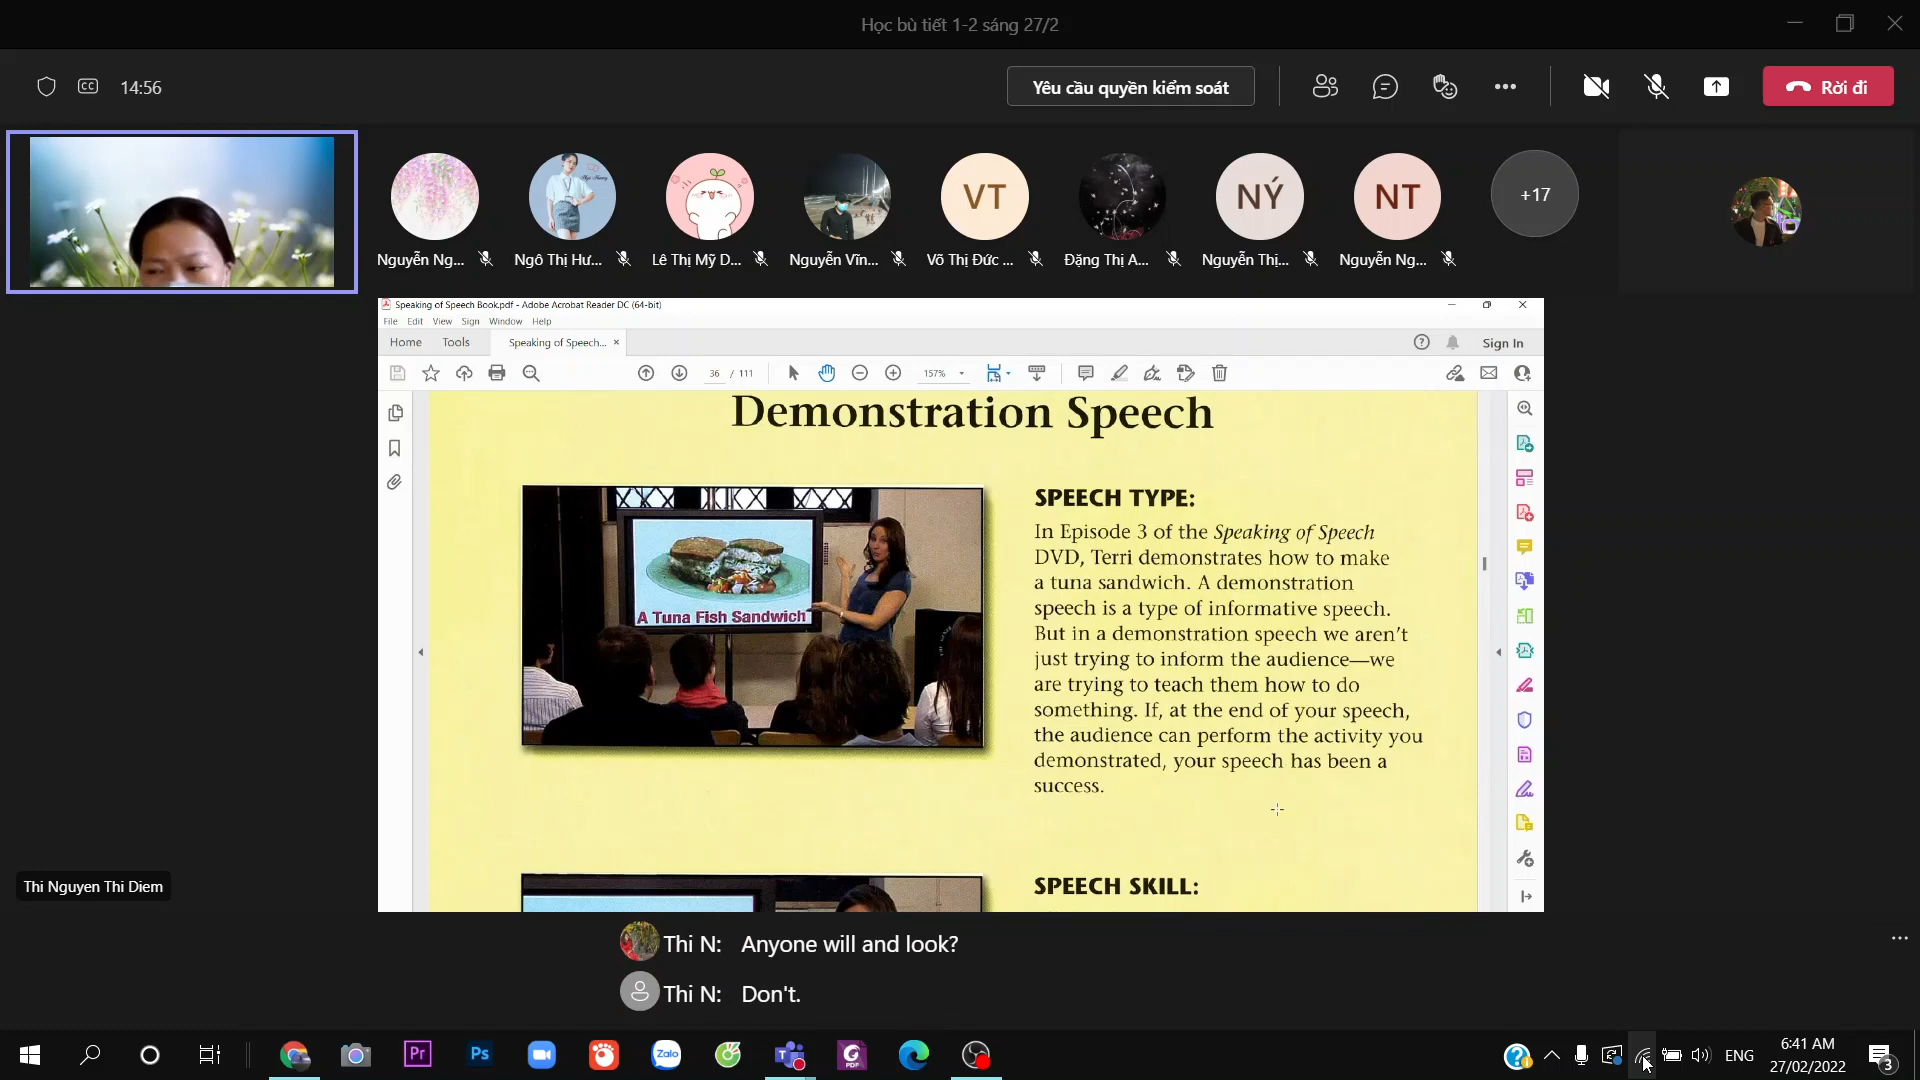 Học bù tiết 1-2 sáng 27/2
CC 14:56 Yêu cầu quyền kiểm soát Rời đi
VT NÝ NT +17
Nguyễn Ng... Ngô Thị Hư... Lê Thị Mỹ D... Nguyễn Vĩn... Võ Thị Đức ... Đặng Thị A... Nguyễn Thị... Nguyễn Ng...
Speaking of Speech Book.pdf - Adobe Acrobat Reader DC (64-bit)
File Edit View Sign Window Help
Home Tools Speaking of Speech... × Sign In
36 / 111 157%
Demonstration Speech
A Tuna Fish Sandwich
SPEECH TYPE:
In Episode 3 of the Speaking of Speech
DVD, Terri demonstrates how to make
a tuna sandwich. A demonstration
speech is a type of informative speech.
But in a demonstration speech we aren't
just trying to inform the audience—we
are trying to teach them how to do
something. If, at the end of your speech,
the audience can perform the activity you
demonstrated, your speech has been a
success.
SPEECH SKILL:
Thi Nguyen Thi Diem
Thi N: Anyone will and look?
Thi N: Don't.
Pr Ps Zalo PDF ENG 6:41 AM
27/02/2022 3